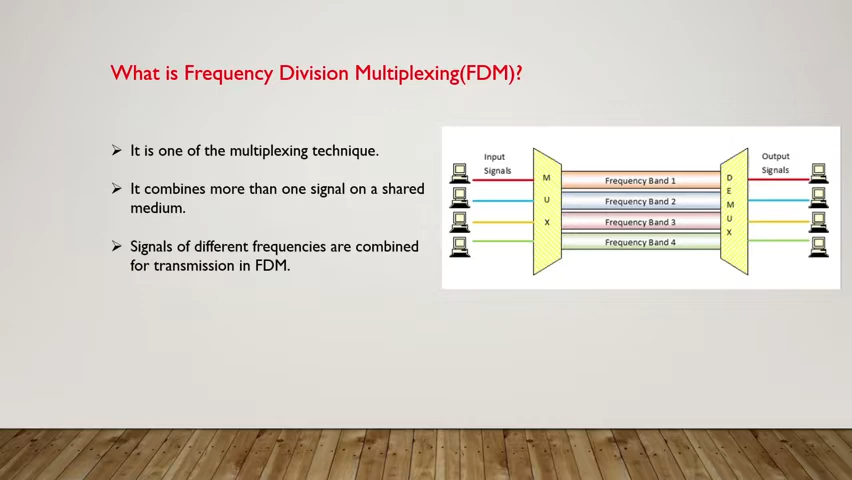 What is Frequency Division Multiplexing(FDM)?
➢ It is one of the multiplexing technique.
➢ It combines more than one signal on a shared
medium.
➢ Signals of different frequencies are combined
for transmission in FDM.
Input
Signals
M
U
X
Frequency Band 1
Frequency Band 2
Frequency Band 3
Frequency Band 4
D
E
M
U
X
Output
Signals